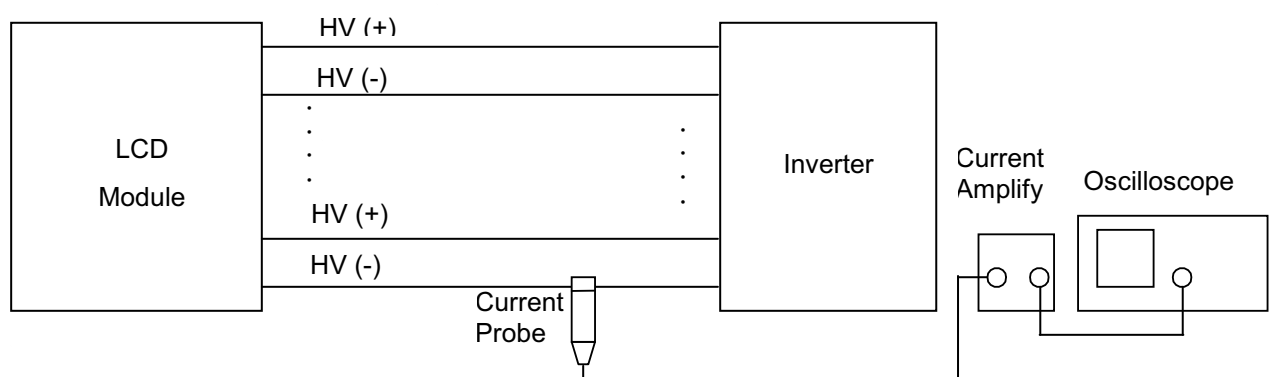 HV (+)
HV (-)
LCD
Module
Inverter
HV (+)
HV (-)
Current
Probe
Current
Amplify
Oscilloscope